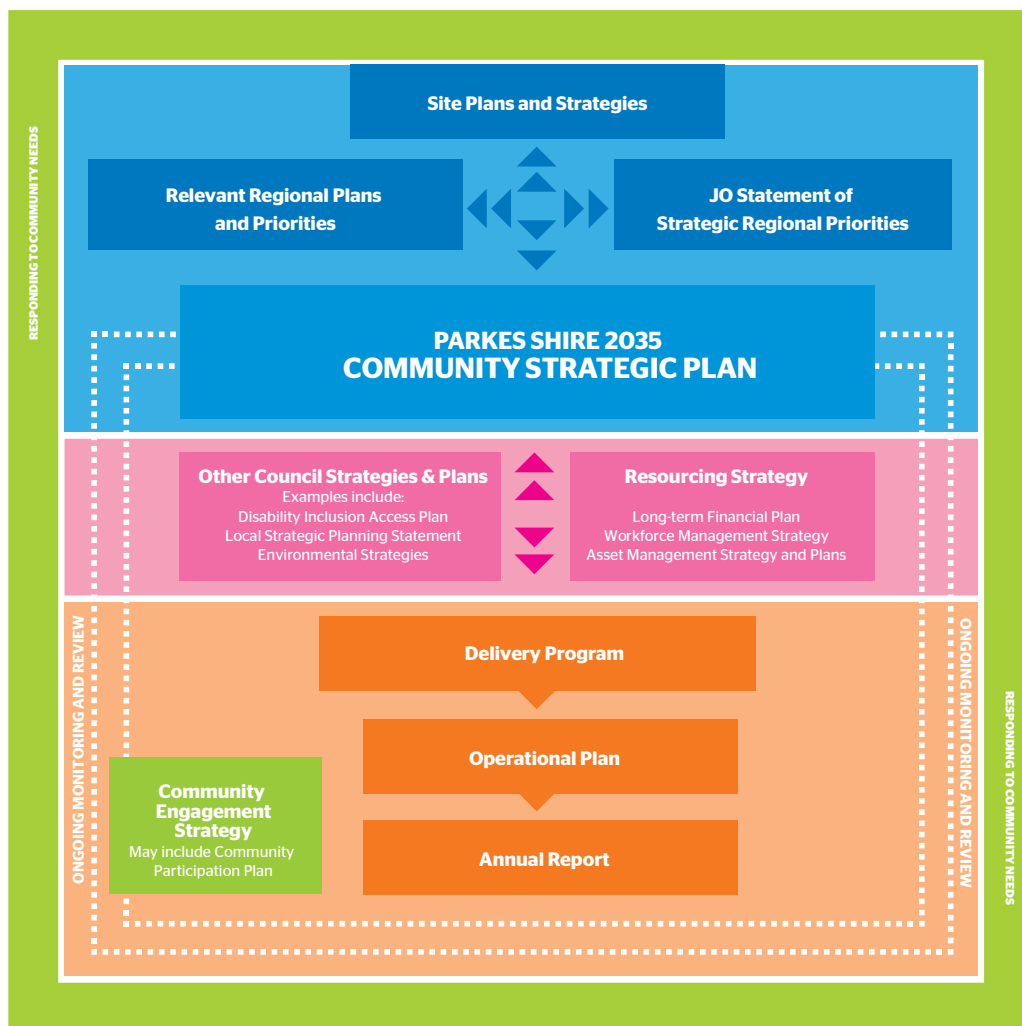 Site Plans and Strategies
RESPONDING TO COMMUNITY NEEDS
Relevant Regional Plans
and Priorities
JO Statement of
Strategic Regional Priorities
PARKES SHIRE 2035
COMMUNITY STRATEGIC PLAN
Other Council Strategies & Plans
Examples include:
Disability Inclusion Access Plan
Local Strategic Planning Statement
Environmental Strategies
Resourcing Strategy
Long-term Financial Plan
Workforce Management Strategy
Asset Management Strategy and Plans
ONGOING MONITORING AND REVIEW
Delivery Program
Operational Plan
Annual Report
Community
Engagement
Strategy
May include Community
Participation Plan
ONGOING MONITORING AND REVIEW
RESPONDING TO COMMUNITY NEEDS